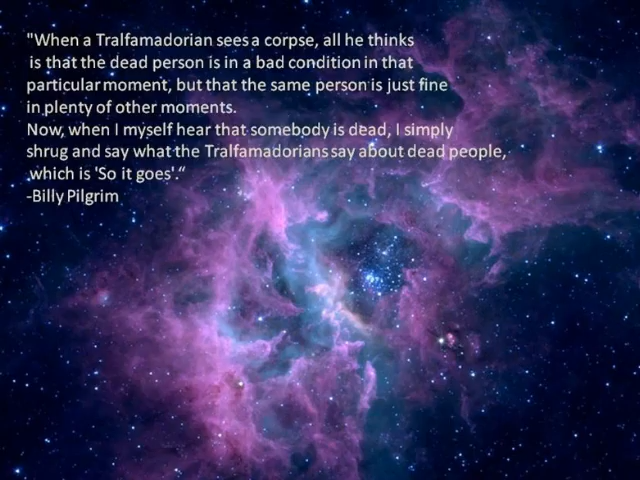 "When a Tralfamadorian sees a corpse, all he thinks
is that the dead person is in a bad condition in that
particular moment, but that the same person is just fine
in plenty of other moments.
Now, when I myself hear that somebody is dead, I simply
shrug and say what the Tralfamadorians say about dead people,
which is 'So it goes'.“
-Billy Pilgrim